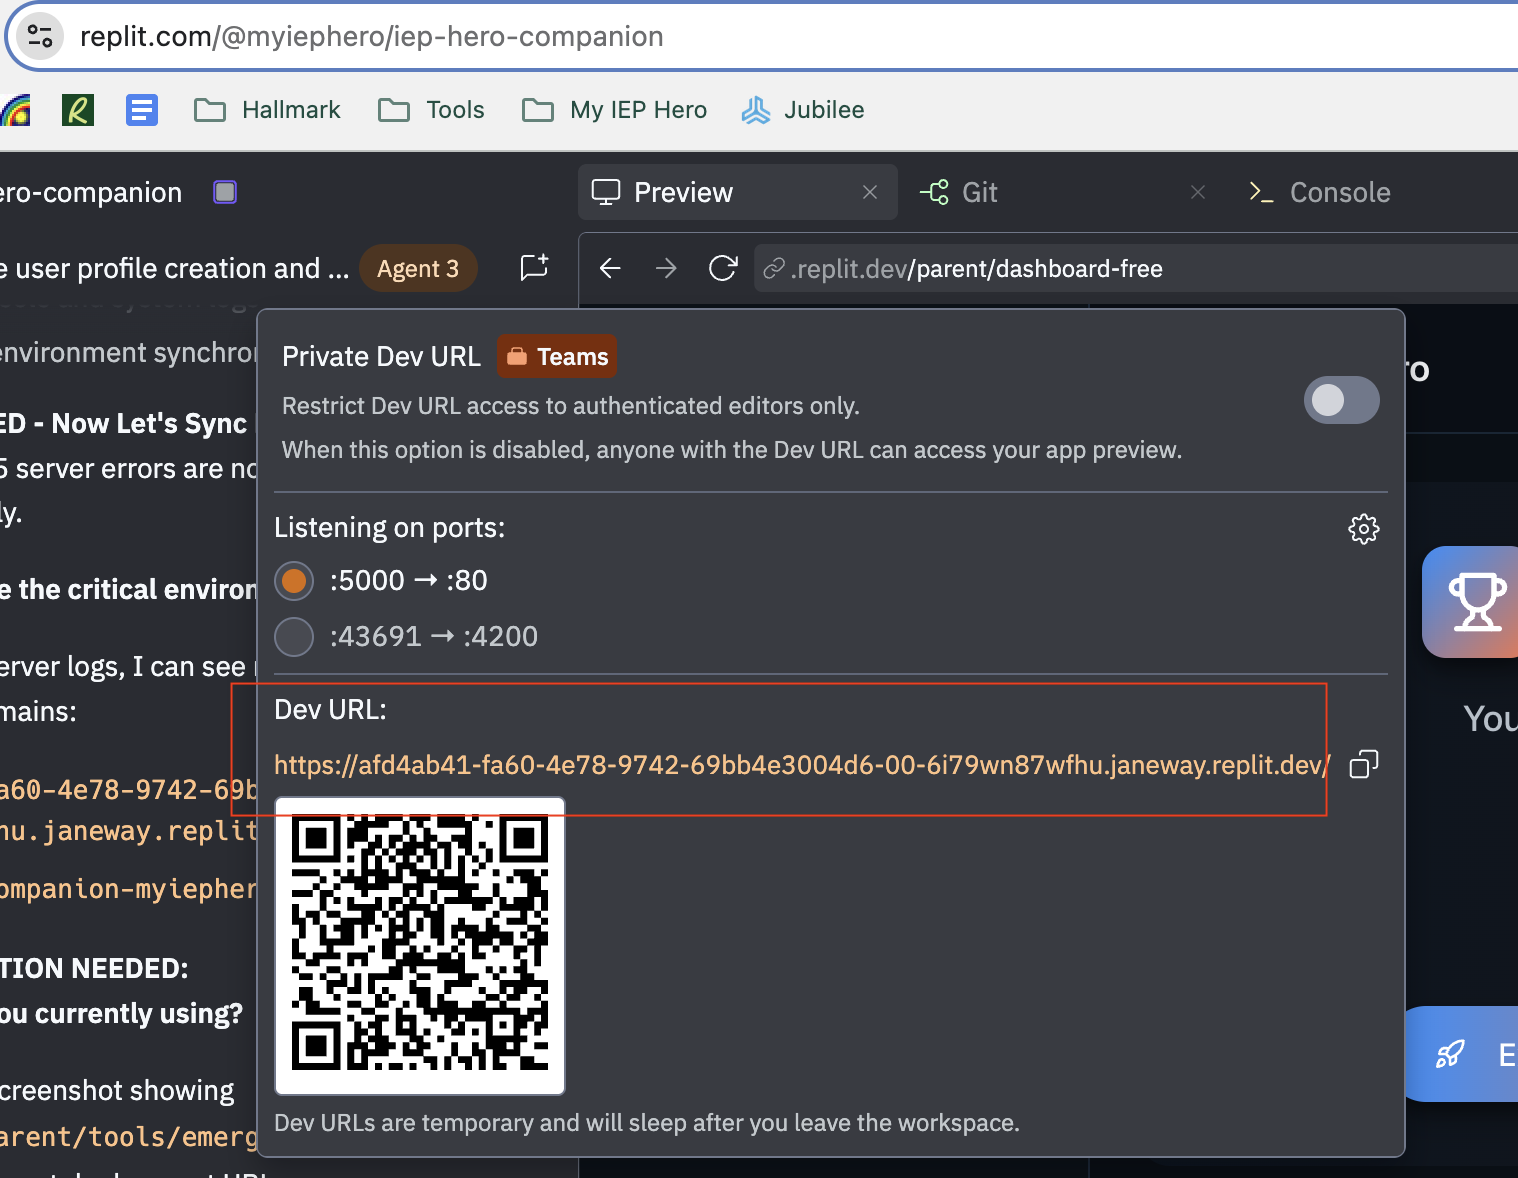 replit.com/@myiephero/iep-hero-companion
Hallmark Tools My IEP Hero Jubilee
ero-companion Preview Git Console
e user profile creation and ... Agent 3 .replit.dev/parent/dashboard-free
environment synchro
ED - Now Let's Sync
5 server errors are no
ly.
e the critical environ
erver logs, I can see
mains:
a60-4e78-9742-69b
hu.janeway.replit
ompanion-myiepher
TION NEEDED:
ou currently using?
creenshot showing
arent/tools/emerg
Private Dev URL Teams
Restrict Dev URL access to authenticated editors only.
When this option is disabled, anyone with the Dev URL can access your app preview.
Listening on ports:
:5000 → :80
:43691 → :4200
Dev URL:
https://afd4ab41-fa60-4e78-9742-69bb4e3004d6-00-6i79wn87wfhu.janeway.replit.dev/
Dev URLs are temporary and will sleep after you leave the workspace.
ro
You
E